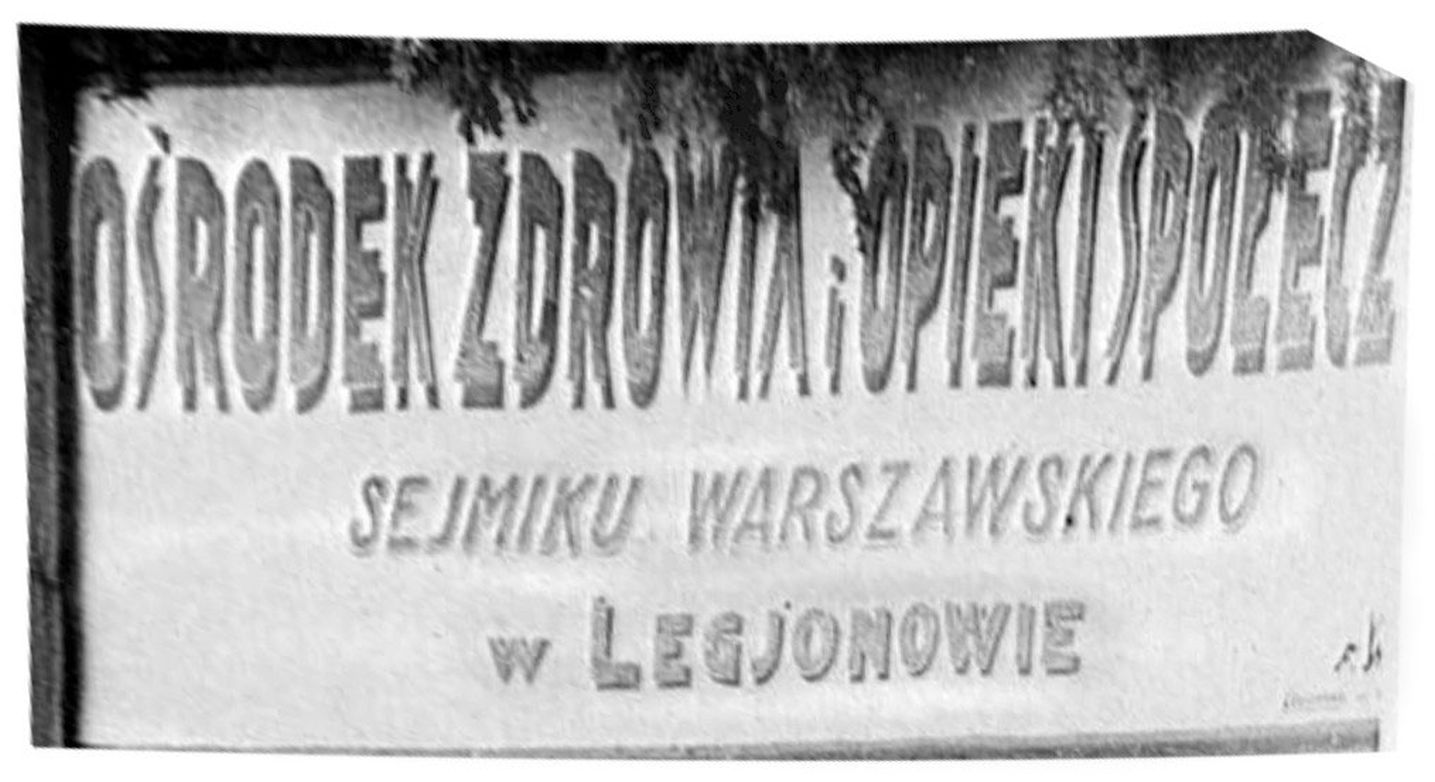 OŚRODEK ZDROWIA i OPIEKI SPOŁECZ
SEJMIKU WARSZAWSKIEGO
w LEGJONOWIE